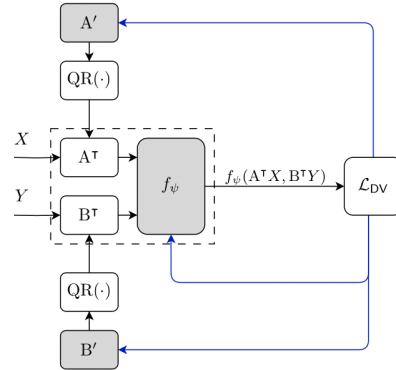 A′
QR(·)
X
A⊺
f_ψ
f_ψ(A⊺X, B⊺Y)
ℒ_DV
Y
B⊺
QR(·)
B′